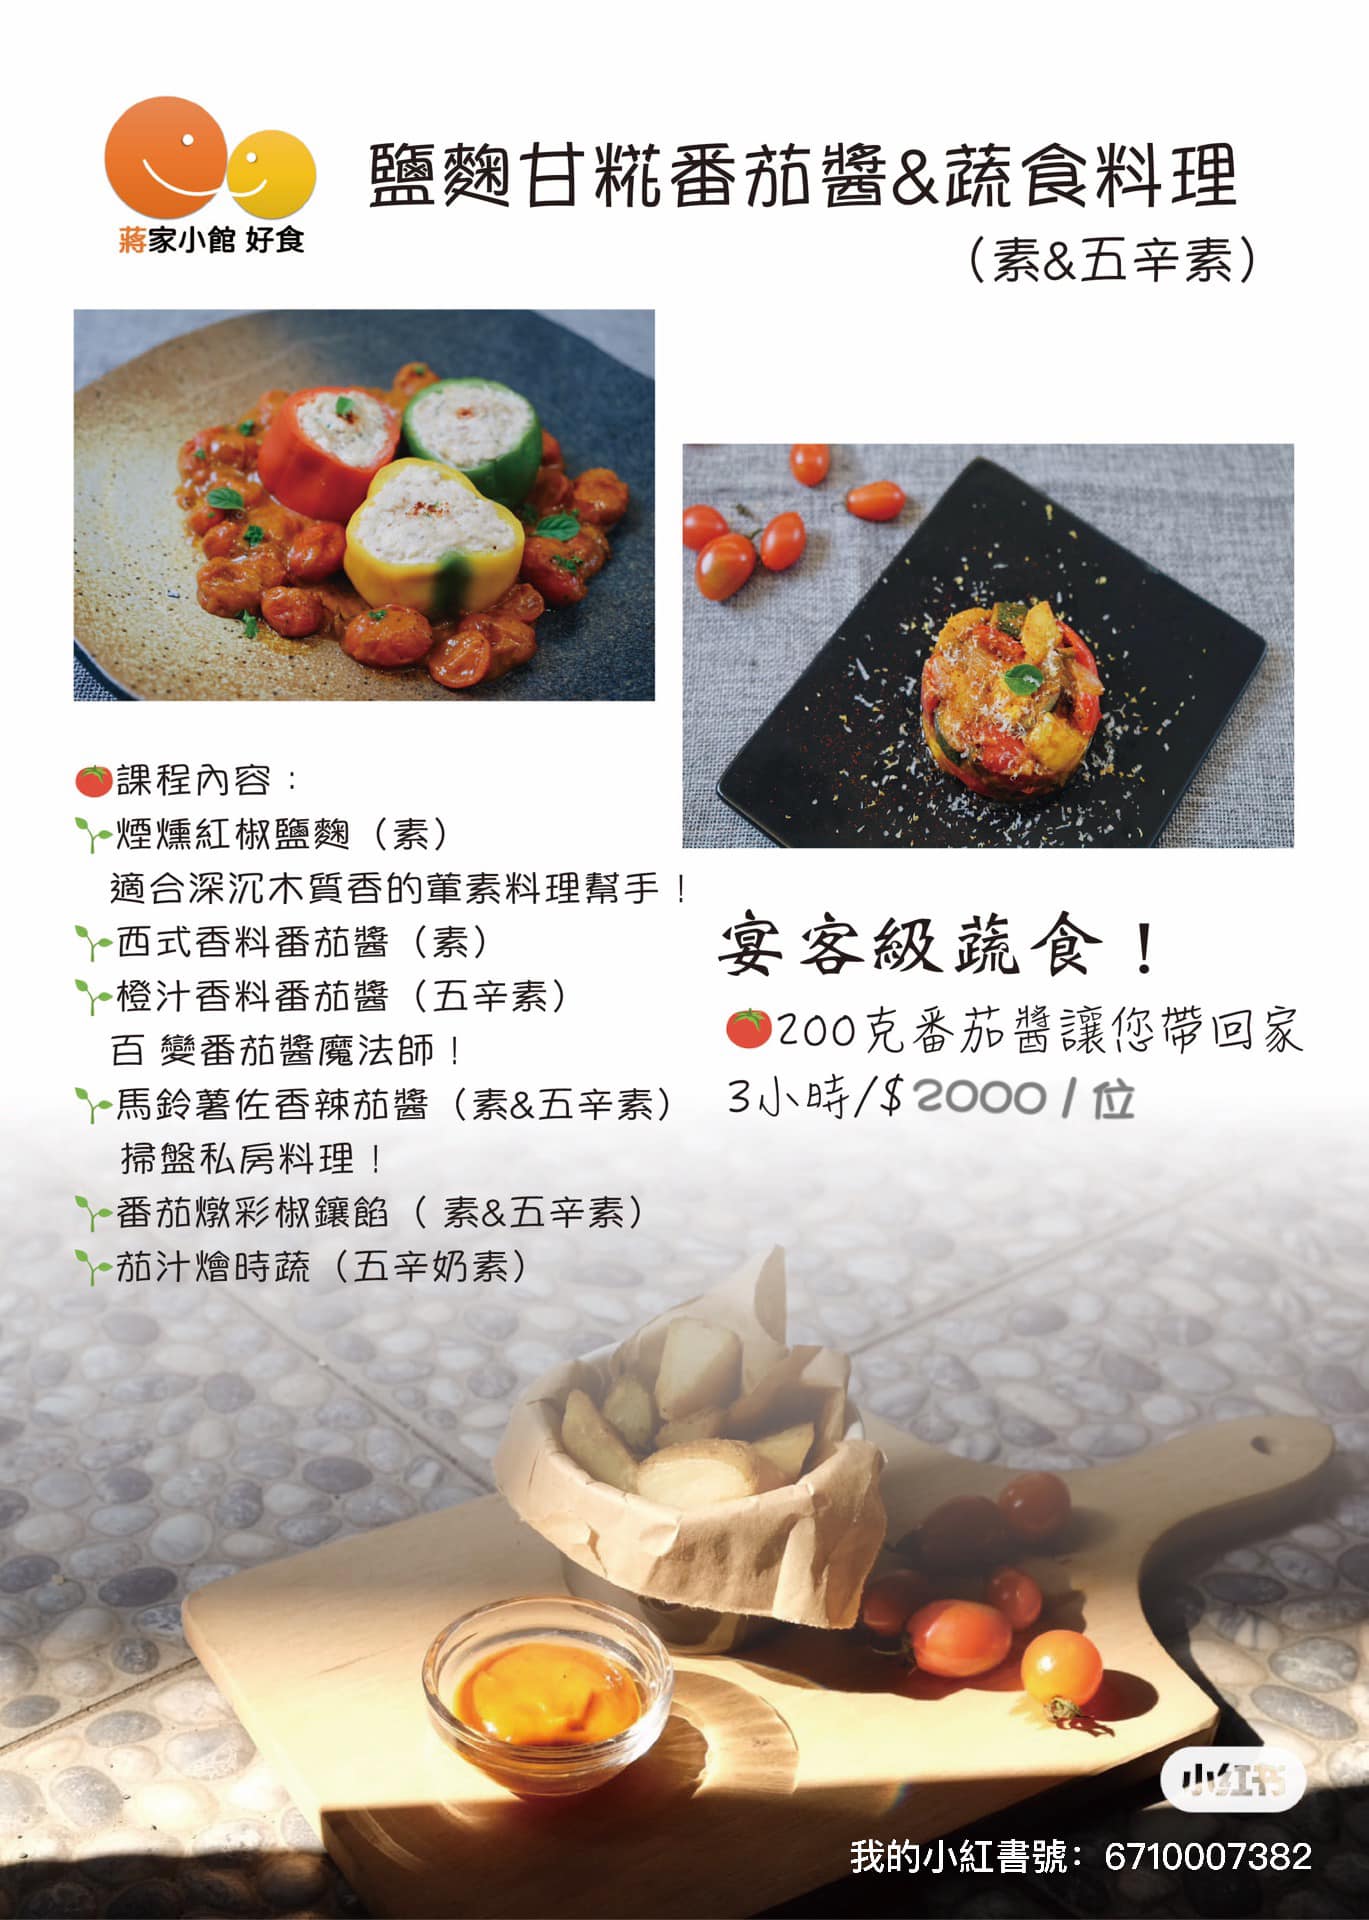 蔣家小館 好食
鹽麴甘糀番茄醬&蔬食料理
（素&五辛素）
課程內容：
煙燻紅椒鹽麴（素）
適合深沉木質香的葷素料理幫手！
西式香料番茄醬（素）
橙汁香料番茄醬（五辛素）
百 變番茄醬魔法師！
馬鈴薯佐香辣茄醬（素&五辛素）
掃盤私房料理！
番茄燉彩椒鑲餡（ 素&五辛素）
茄汁燴時蔬（五辛奶素）
宴客級蔬食！
200克番茄醬讓您帶回家
3小時/$2000/位
小红书
我的小紅書號：6710007382